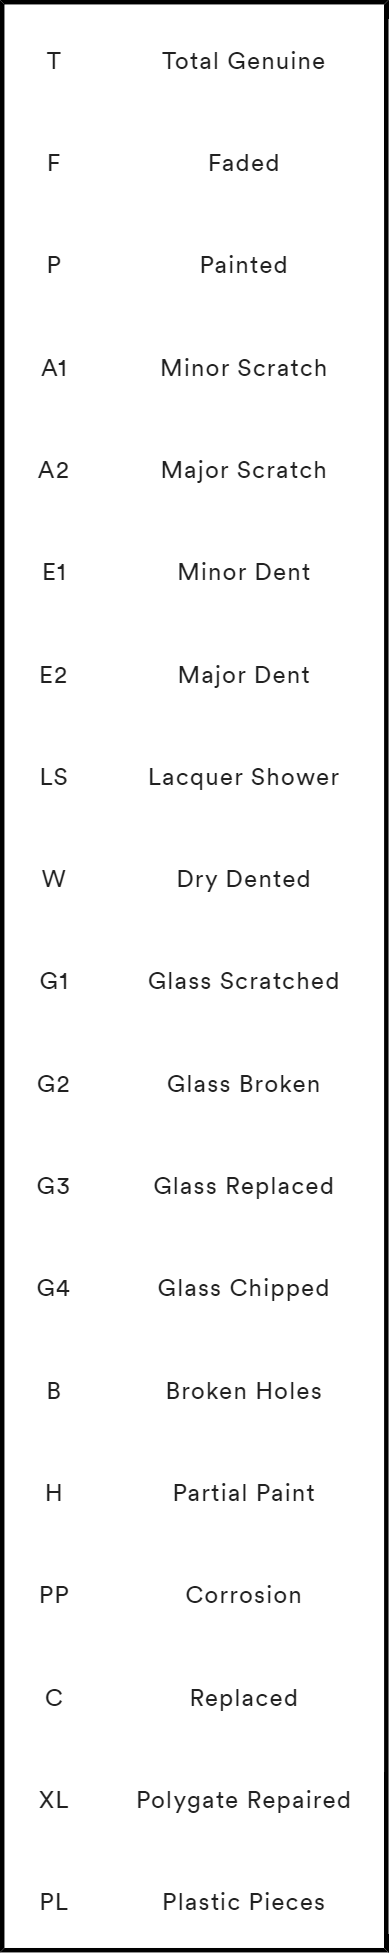 T Total Genuine
F Faded
P Painted
A1 Minor Scratch
A2 Major Scratch
E1 Minor Dent
E2 Major Dent
LS Lacquer Shower
W Dry Dented
G1 Glass Scratched
G2 Glass Broken
G3 Glass Replaced
G4 Glass Chipped
B Broken Holes
H Partial Paint
PP Corrosion
C Replaced
XL Polygate Repaired
PL Plastic Pieces